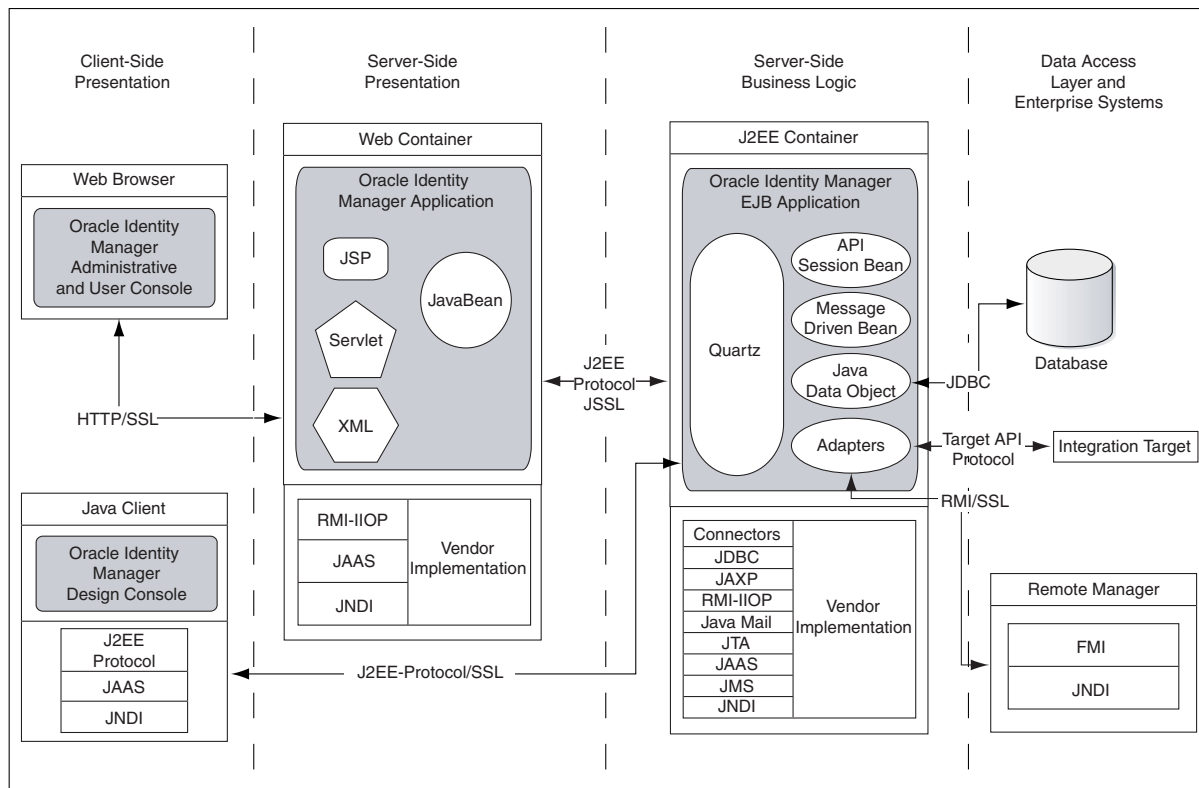 Client-Side
Presentation
Server-Side
Presentation
Server-Side
Business Logic
Data Access
Layer and
Enterprise Systems
Web Browser
Oracle Identity
Manager
Administrative
and User Console
HTTP/SSL
Java Client
Oracle Identity
Manager
Design Console
J2EE
Protocol
JAAS
JNDI
Web Container
Oracle Identity
Manager Application
JSP
JavaBean
Servlet
XML
RMI-IIOP
JAAS
JNDI
Vendor
Implementation
J2EE
Protocol
JSSL
J2EE-Protocol/SSL
J2EE Container
Oracle Identity Manager
EJB Application
Quartz
API
Session Bean
Message
Driven Bean
Java
Data Object
Adapters
Connectors
JDBC
JAXP
RMI-IIOP
Java Mail
JTA
JAAS
JMS
JNDI
Vendor
Implementation
JDBC
Database
Target API
Protocol
Integration Target
RMI/SSL
Remote Manager
FMI
JNDI